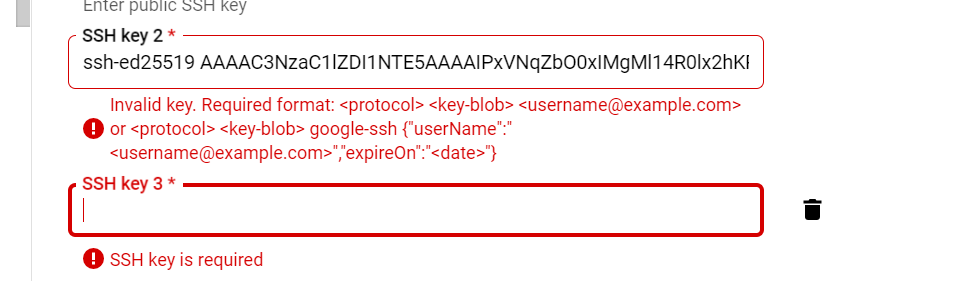 Enter public SSH key
SSH key 2 *
ssh-ed25519 AAAAC3NzaC1lZDI1NTE5AAAAIPxVNqZbO0xIMgMl14R0lx2hK
Invalid key. Required format: <protocol> <key-blob> <username@example.com>
or <protocol> <key-blob> google-ssh {"userName":"
<username@example.com>","expireOn":"<date>"}
SSH key 3 *
SSH key is required